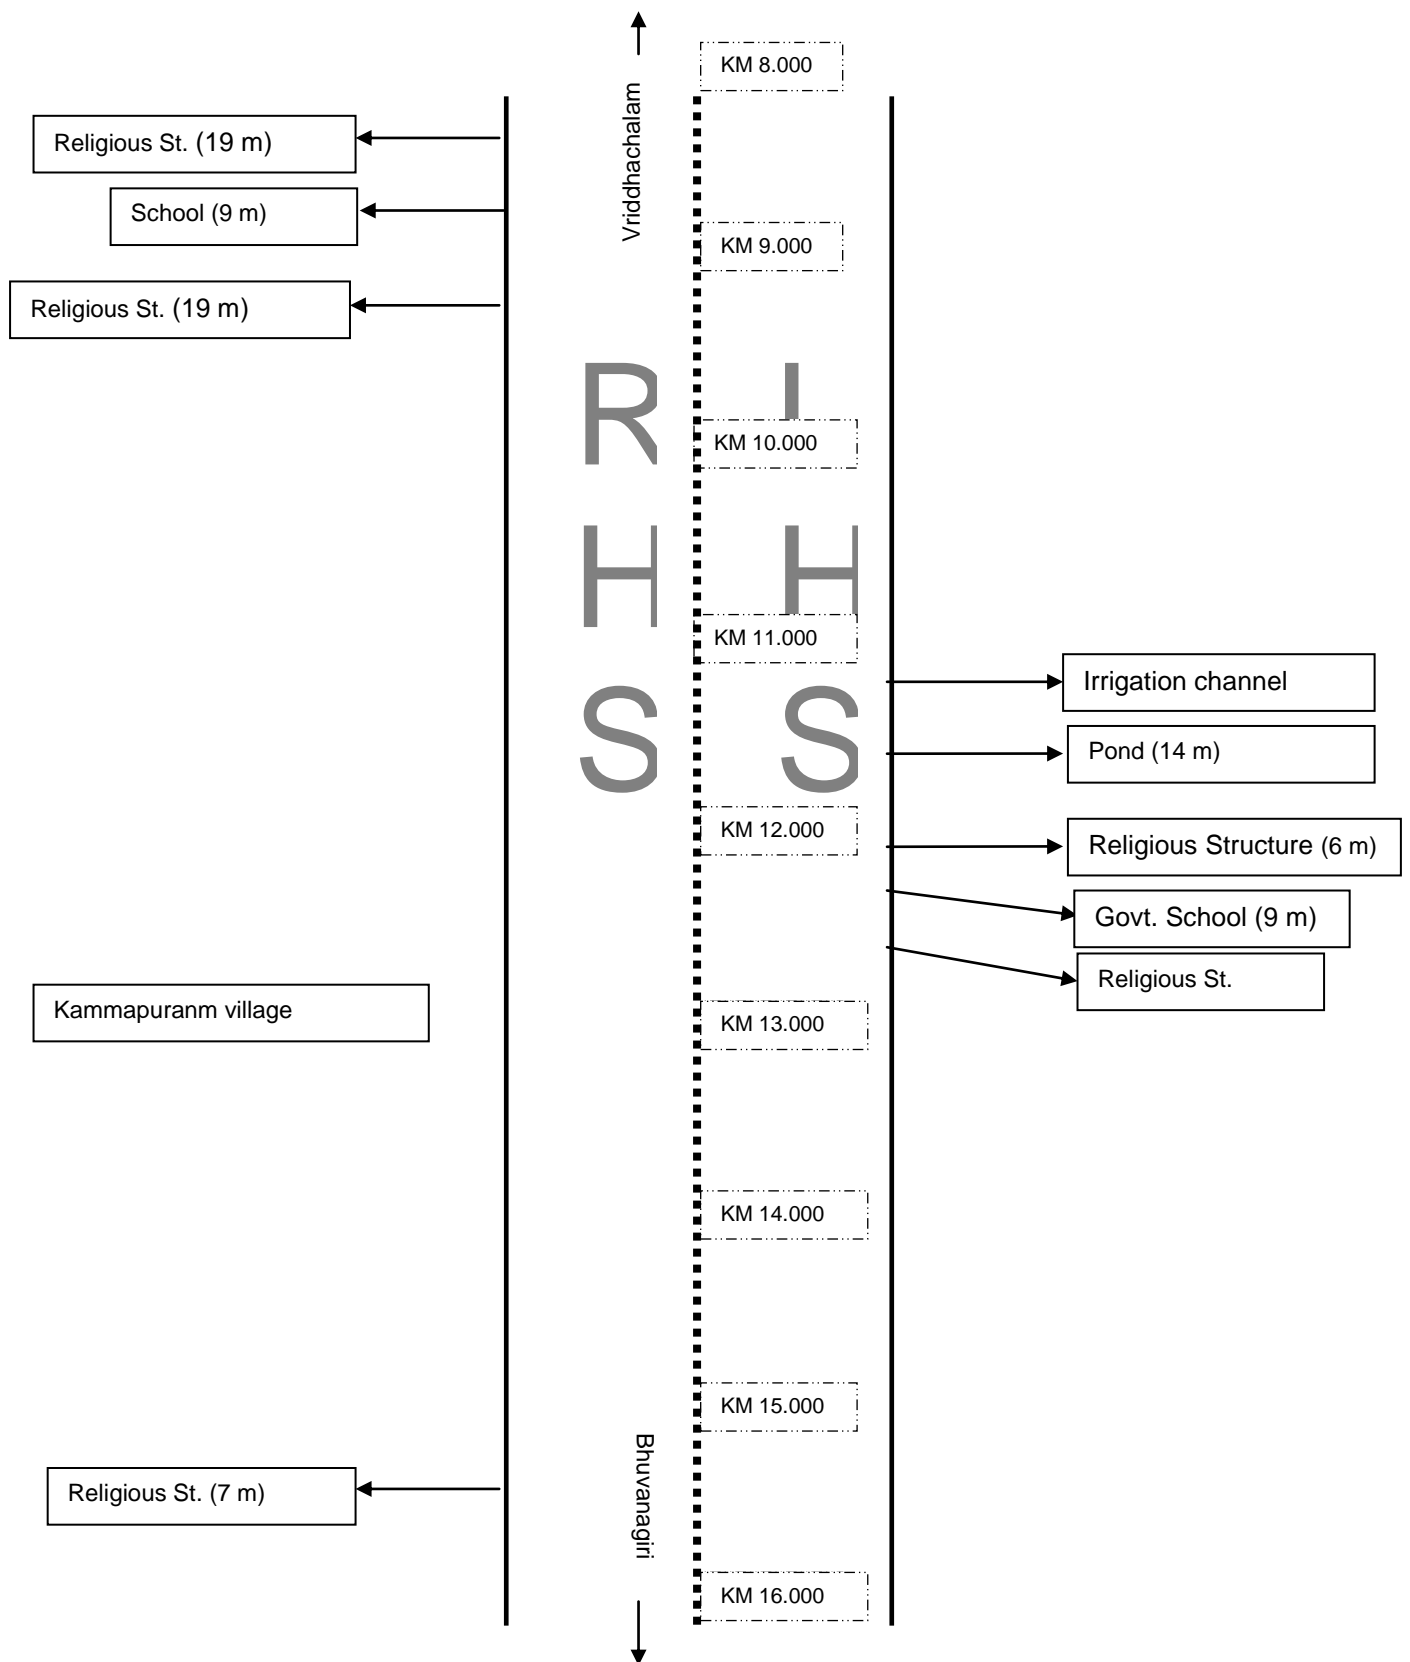 KM 8.000
Vriddhachalam
Religious St. (19 m)
School (9 m)
KM 9.000
Religious St. (19 m)
R L
KM 10.000
H H
KM 11.000
Irrigation channel
S S
Pond (14 m)
KM 12.000
Religious Structure (6 m)
Govt. School (9 m)
Religious St.
Kammapuranm village
KM 13.000
KM 14.000
KM 15.000
Bhuvanagiri
Religious St. (7 m)
KM 16.000